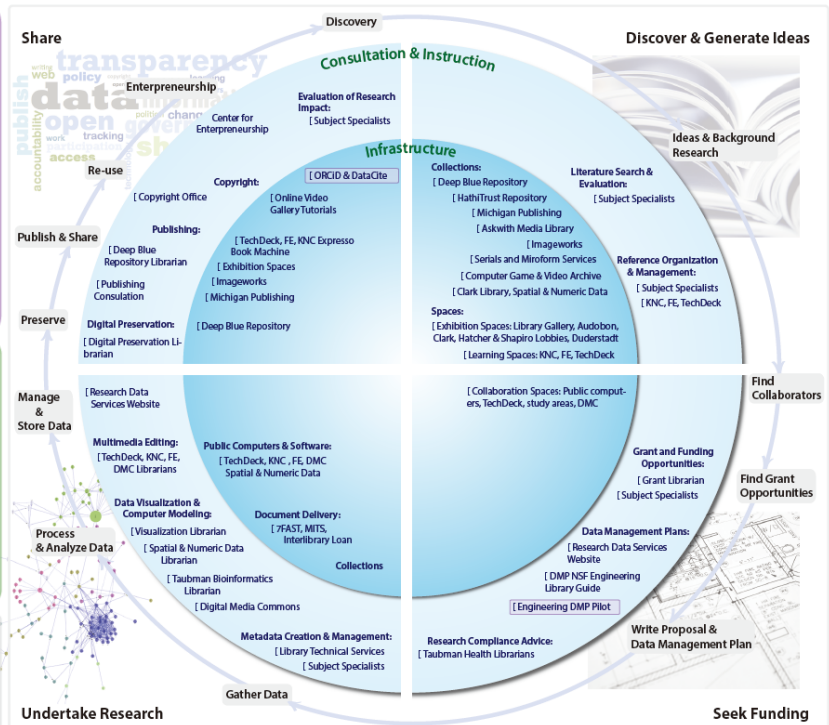 Discovery
Share
Discover & Generate Ideas
Consultation & Instruction
writing
transparency
web
policy
publish
data
Enterpreneurship
open
work
tracking
participation
access
accountability
Evaluation of Research
Impact:
[ Subject Specialists
Center for
Enterpreneurship
Infrastructure
Ideas & Background
Research
Re-use
Copyright:
[ Copyright Office
[ ORCiD & DataCite
[ Online Video
Gallery Tutorials
Collections:
[ Deep Blue Repository
[ HathiTrust Repository
[ Michigan Publishing
[ Askwith Media Library
[ Imageworks
[ Serials and Miroform Services
[ Computer Game & Video Archive
[ Clark Library, Spatial & Numeric Data
Literature Search &
Evaluation:
[ Subject Specialists
Publish & Share
Publishing:
[ Deep Blue
Repository Librarian
[ Publishing
Consulation
[ TechDeck, FE, KNC Expresso
Book Machine
[ Exhibition Spaces
[ Imageworks
[ Michigan Publishing
Reference Organization
& Management:
[ Subject Specialists
[ KNC, FE, TechDeck
Preserve
Digital Preservation:
[ Digital Preservation Li-
brarian
[ Deep Blue Repository
Spaces:
[ Exhibition Spaces: Library Gallery, Audobon,
Clark, Hatcher & Shapiro Lobbies, Duderstadt
[ Learning Spaces: KNC, FE, TechDeck
Manage
&
Store Data
[ Research Data
Services Website
[ Collaboration Spaces: Public comput-
ers, TechDeck, study areas, DMC
Find
Collaborators
Multimedia Editing:
[ TechDeck, KNC, FE,
DMC Librarians
Public Computers & Software:
[ TechDeck, KNC , FE, DMC
Spatial & Numeric Data
Grant and Funding
Opportunities:
[ Grant Librarian
[ Subject Specialists
Find Grant
Opportunities
Data Visualization &
Computer Modeling:
[ Visualization Librarian
[ Spatial & Numeric Data
Librarian
[ Taubman Bioinformatics
Librarian
[ Digital Media Commons
Document Delivery:
[ 7FAST, MITS,
Interlibrary Loan
Collections
Process
& Analyze Data
Data Management Plans:
[ Research Data Services
Website
[ DMP NSF Engineering
Library Guide
[ Engineering DMP Pilot
Metadata Creation & Management:
[ Library Technical Services
[ Subject Specialists
Research Compliance Advice:
[ Taubman Health Librarians
Write Proposal &
Data Management Plan
Gather Data
Undertake Research
Seek Funding